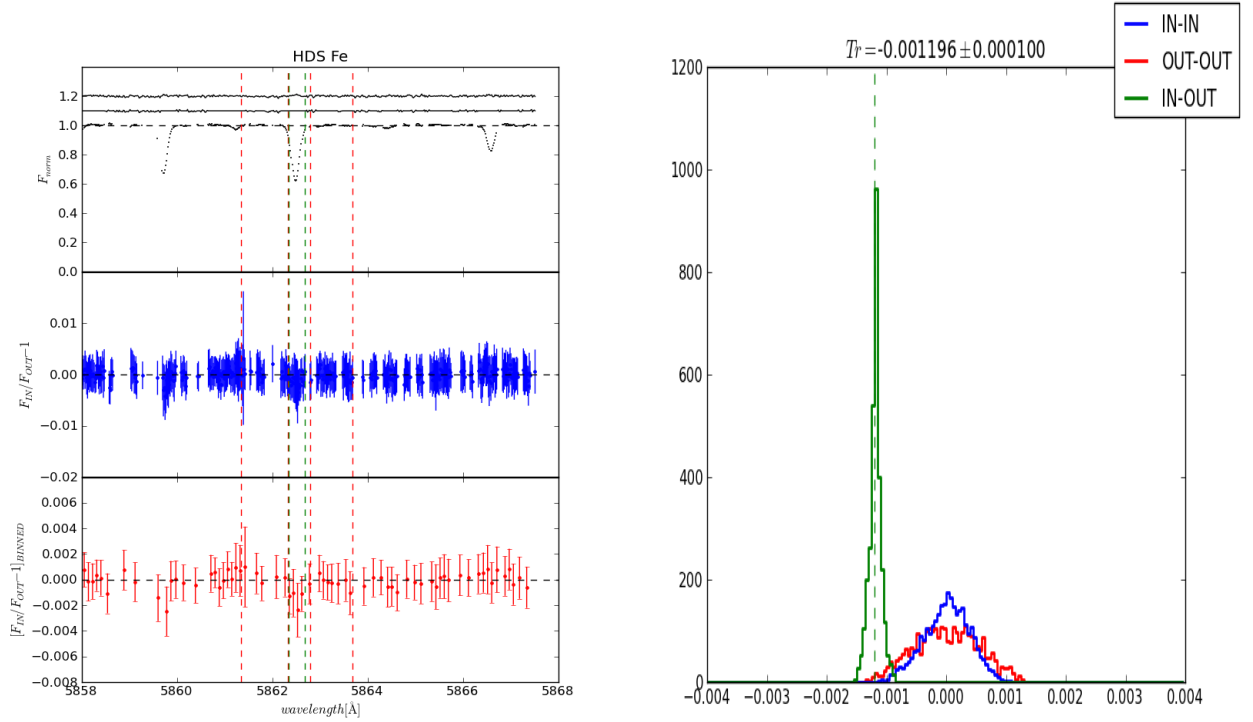 HDS Fe
1.2
1.0
0.8
0.6
0.4
0.2
0.0
F_norm
0.01
0.00
−0.01
−0.02
F_IN/F_OUT−1
0.006
0.004
0.002
0.000
−0.002
−0.004
−0.006
−0.008
[F_IN/F_OUT−1]_BINNED
5858 5860 5862 5864 5866 5868
wavelength[Å]
Tr=-0.001196±0.000100
IN-IN
OUT-OUT
IN-OUT
1200
1000
800
600
400
200
0
−0.004 −0.003 −0.002 −0.001 0.000 0.001 0.002 0.003 0.004